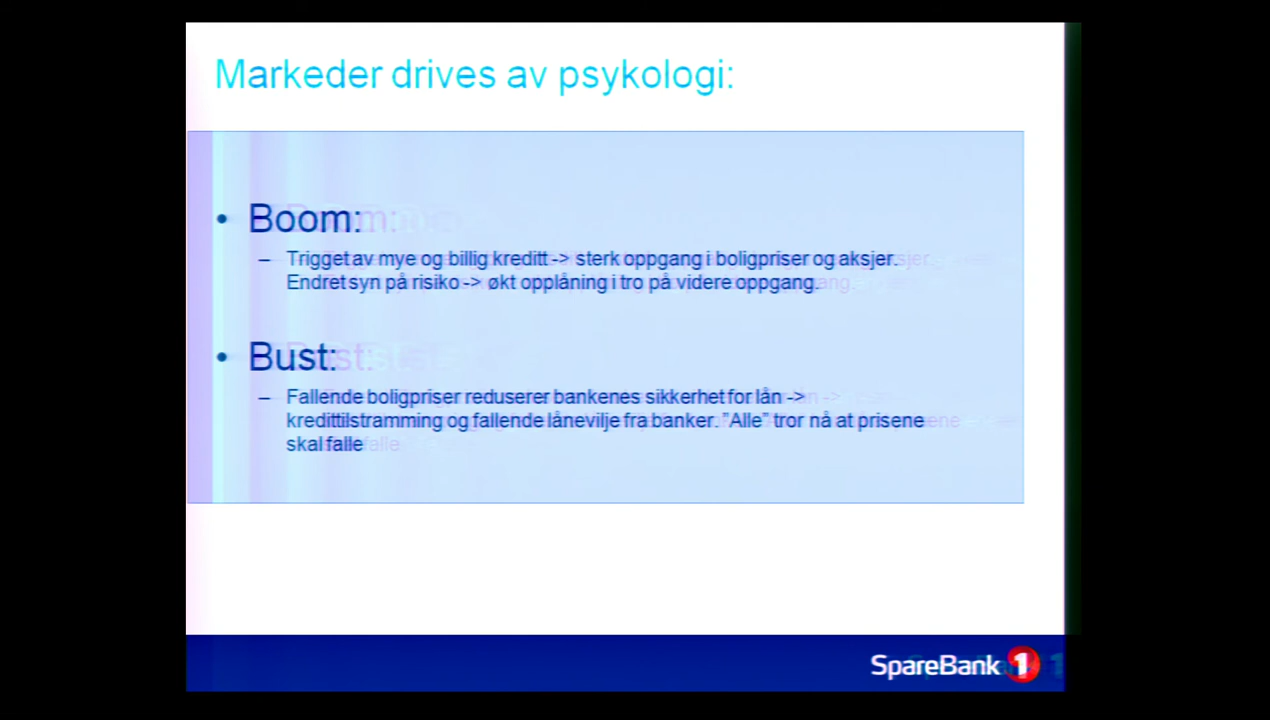 Markeder drives av psykologi:
• Boom:
– Trigget av mye og billig kreditt -> sterk oppgang i boligpriser og aksjer.
Endret syn på risiko -> økt opplåning i tro på videre oppgang.
• Bust:
– Fallende boligpriser reduserer bankenes sikkerhet for lån ->
kredittilstramming og fallende lånevilje fra banker. "Alle" tror nå at prisene
skal falle
SpareBank 1